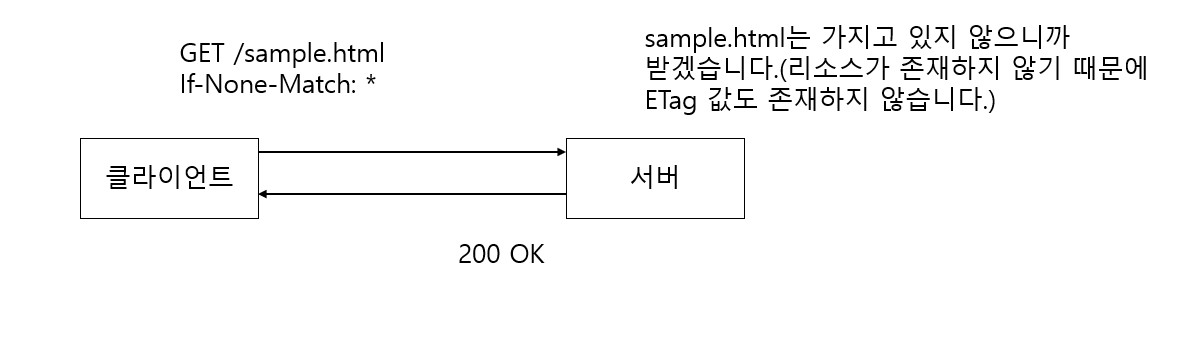 GET /sample.html
If-None-Match: *
sample.html는 가지고 있지 않으니까
받겠습니다.(리소스가 존재하지 않기 때문에
ETag 값도 존재하지 않습니다.)
클라이언트
서버
200 OK